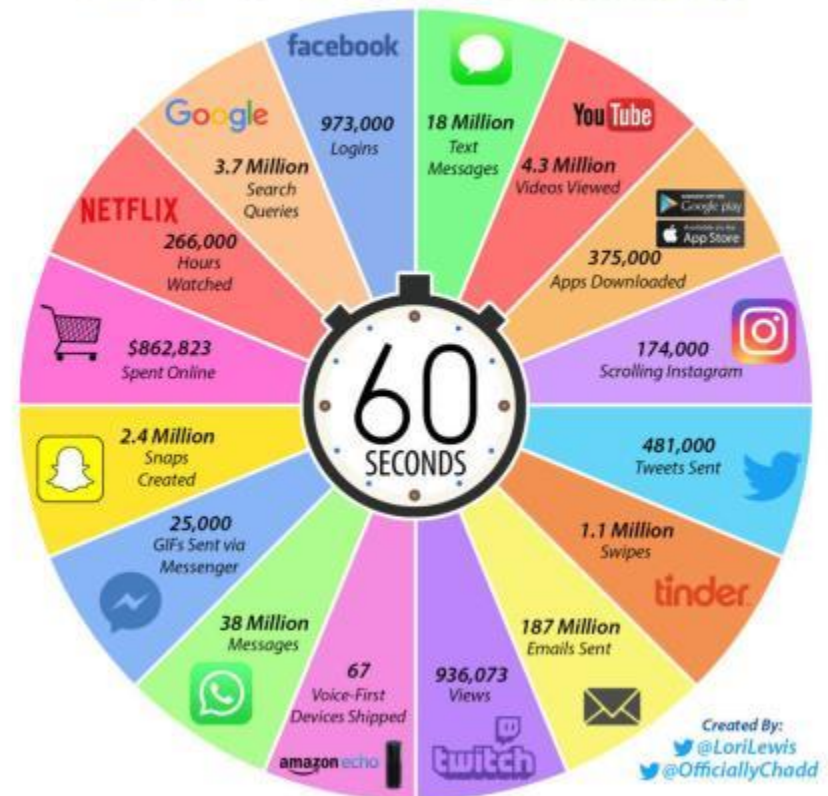 facebook
973,000
Logins
18 Million
Text
Messages
You Tube
4.3 Million
Videos Viewed
Google play
App Store
375,000
Apps Downloaded
174,000
Scrolling Instagram
481,000
Tweets Sent
1.1 Million
Swipes
tinder
187 Million
Emails Sent
936,073
Views
twitch
67
Voice-First
Devices Shipped
amazon echo
38 Million
Messages
25,000
GIFs Sent via
Messenger
2.4 Million
Snaps
Created
$862,823
Spent Online
NETFLIX
266,000
Hours
Watched
Google
3.7 Million
Search
Queries
60
SECONDS
Created By:
@LoriLewis
@OfficiallyChadd